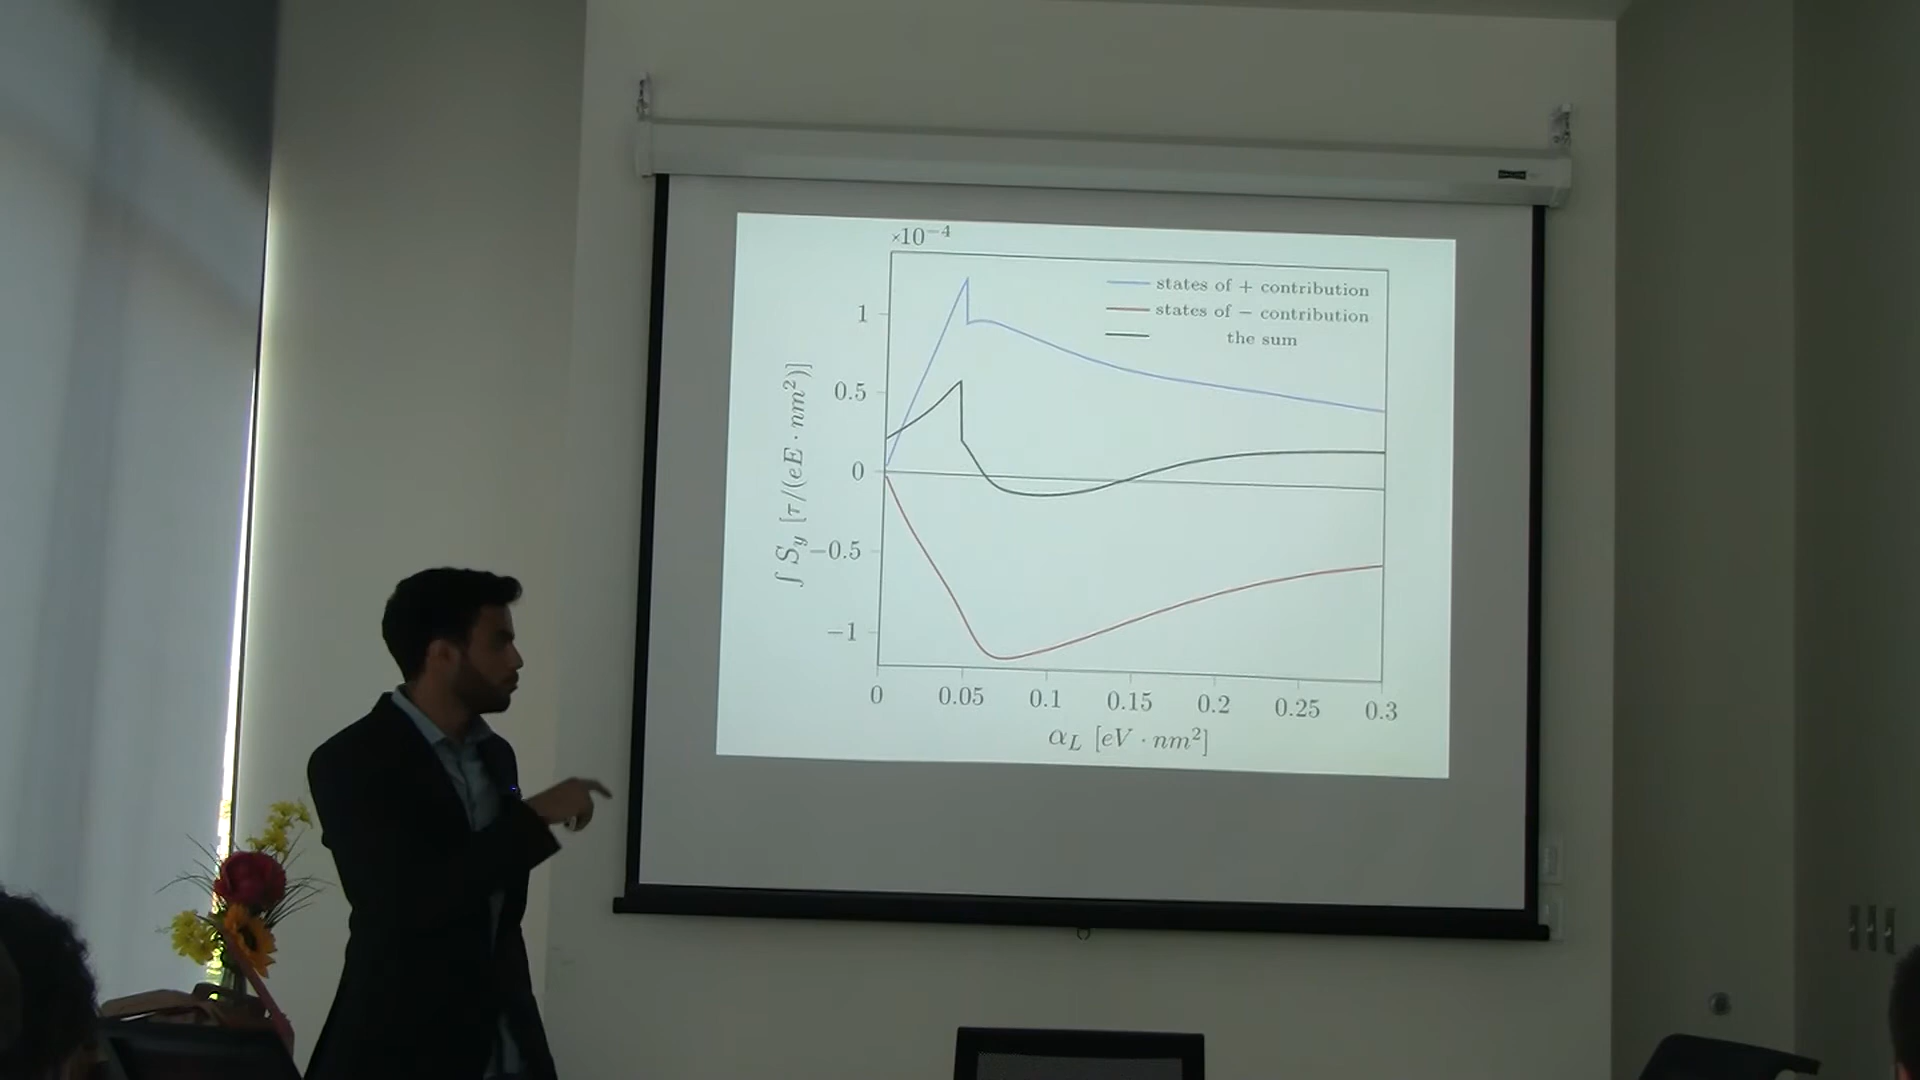 ×10⁻⁴
states of + contribution
states of − contribution
the sum
1
0.5
0
−0.5
−1
∫ S_y [τ/(eE · nm²)]
0 0.05 0.1 0.15 0.2 0.25 0.3
α_L [eV · nm²]